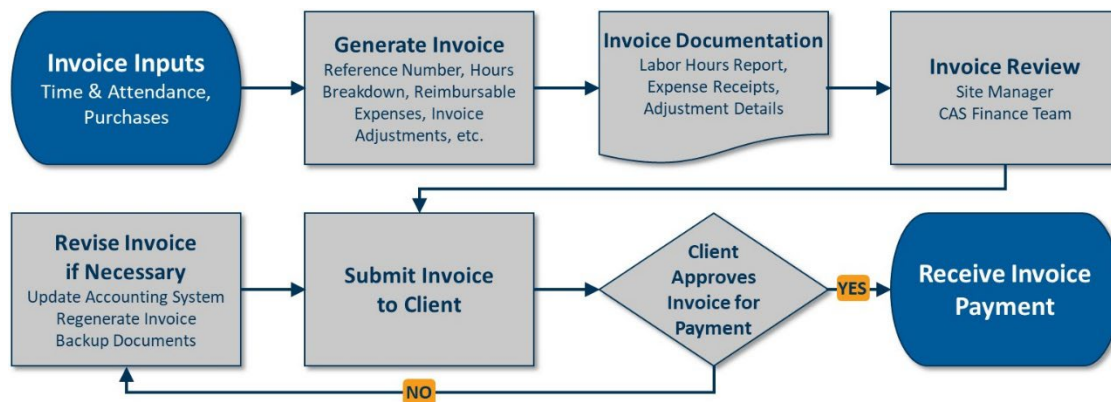 Invoice Inputs
Time & Attendance,
Purchases
Generate Invoice
Reference Number, Hours
Breakdown, Reimbursable
Expenses, Invoice
Adjustments, etc.
Invoice Documentation
Labor Hours Report,
Expense Receipts,
Adjustment Details
Invoice Review
Site Manager
CAS Finance Team
Revise Invoice
if Necessary
Update Accounting System
Regenerate Invoice
Backup Documents
Submit Invoice
to Client
Client
Approves
Invoice for
Payment
YES
Receive Invoice
Payment
NO